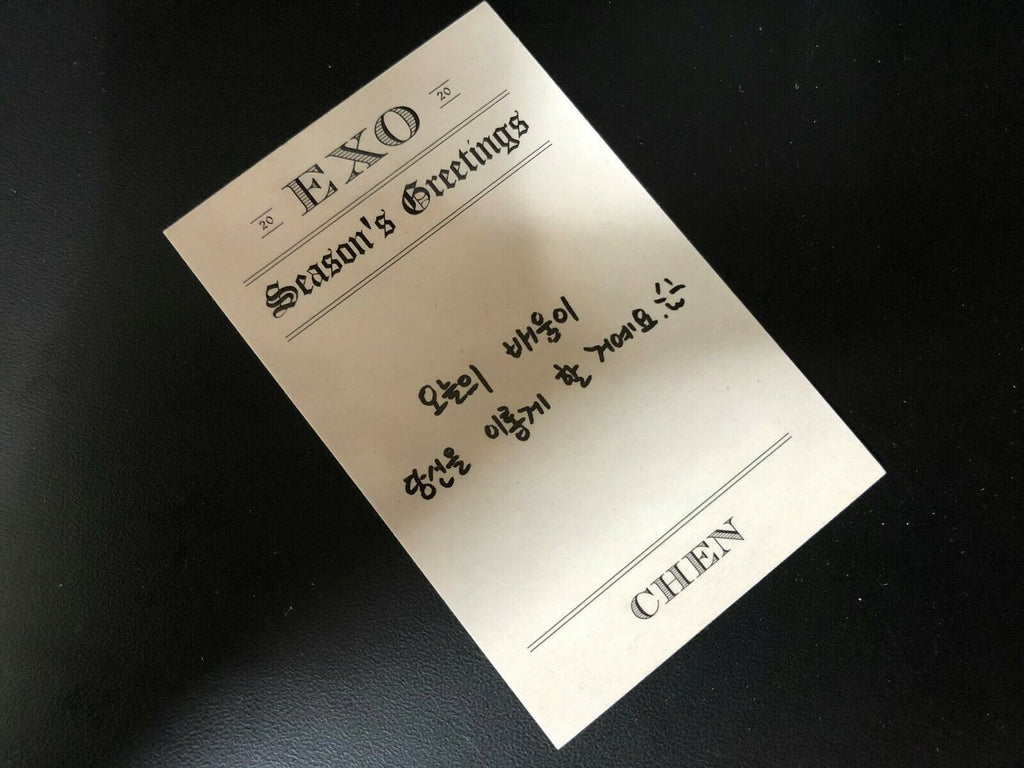 20 EXO 20
Season's Greetings
오늘의 배움이
당신을 이롭게 할 거예요.
CHEN